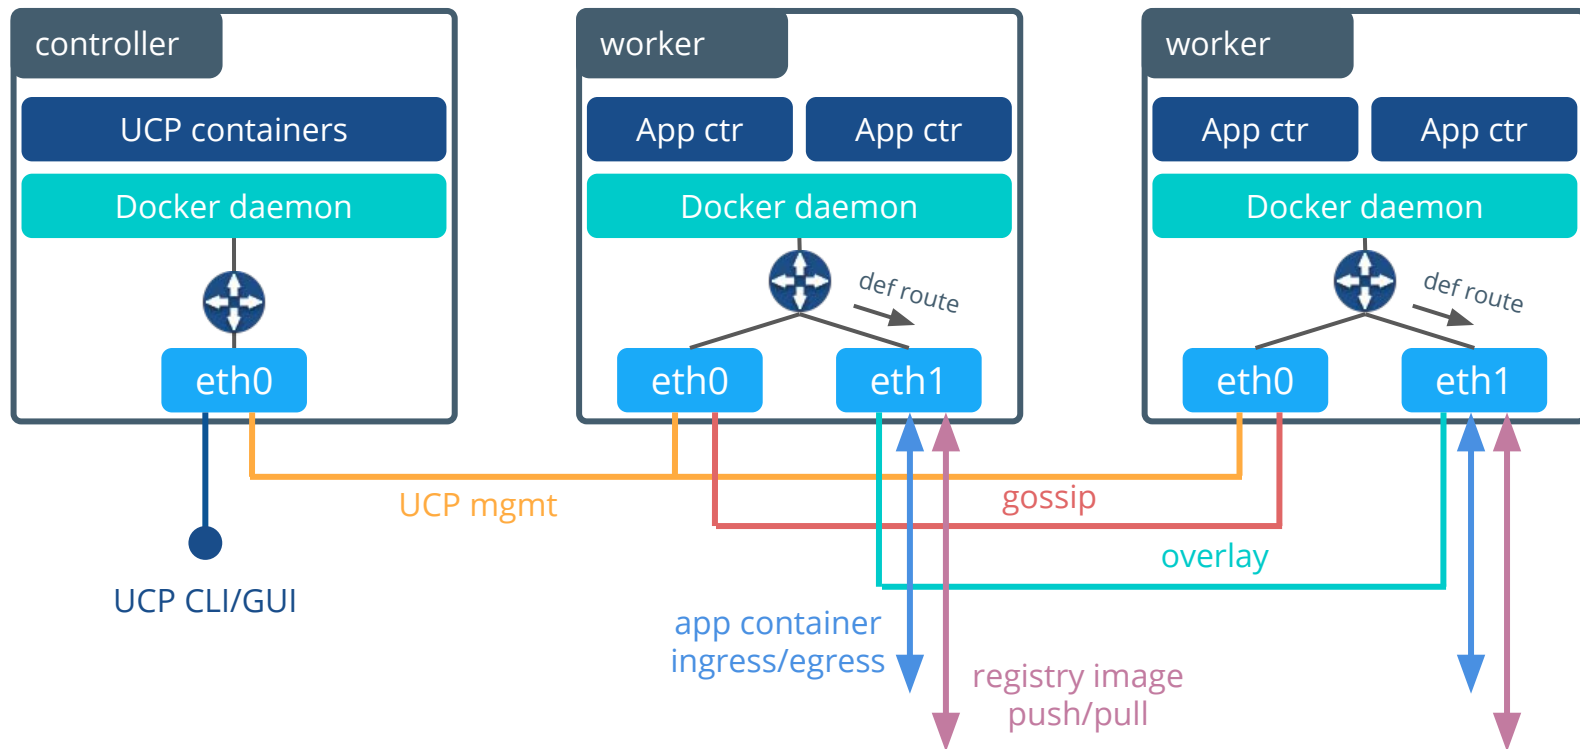 controller
UCP containers
Docker daemon
eth0
worker
App ctr
App ctr
Docker daemon
def route
eth0
eth1
worker
App ctr
App ctr
Docker daemon
def route
eth0
eth1
UCP mgmt
gossip
overlay
UCP CLI/GUI
app container
ingress/egress
registry image
push/pull